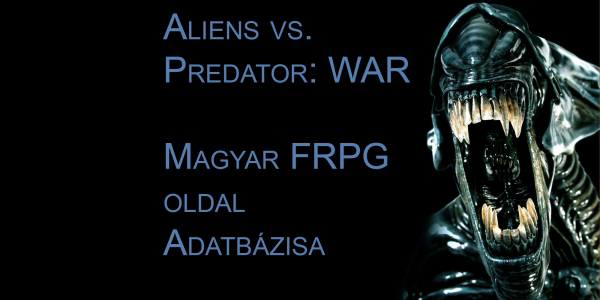 Aliens vs.
Predator: WAR
Magyar FRPG
oldal
Adatbázisa